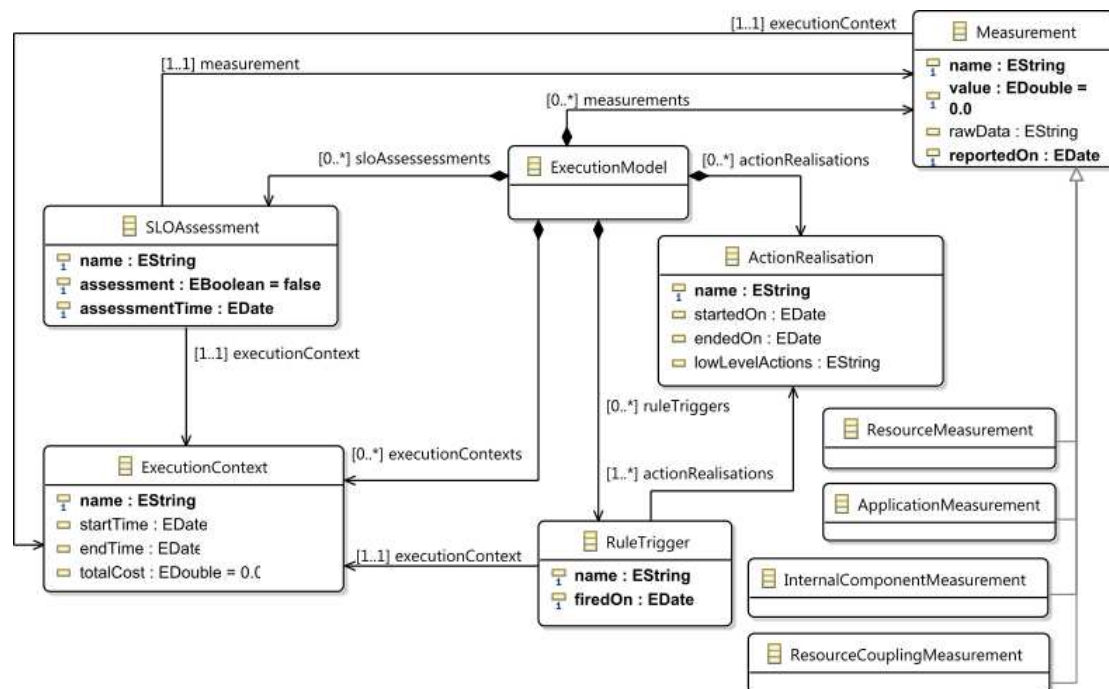 [1..1] executionContext
Measurement
name : EString
value : EDouble =
0.0
rawData : EString
reportedOn : EDate
[1..1] measurement
[0..*] measurements
[0..*] sloAssessessments
ExecutionModel
[0..*] actionRealisations
SLOAssessment
name : EString
assessment : EBoolean = false
assessmentTime : EDate
ActionRealisation
name : EString
startedOn : EDate
endedOn : EDate
lowLevelActions : EString
[1..1] executionContext
[0..*] ruleTriggers
ResourceMeasurement
[0..*] executionContexts
[1..*] actionRealisations
ExecutionContext
name : EString
startTime : EDate
endTime : EDate
totalCost : EDouble = 0.0
ApplicationMeasurement
[1..1] executionContext
RuleTrigger
name : EString
firedOn : EDate
InternalComponentMeasurement
ResourceCouplingMeasurement